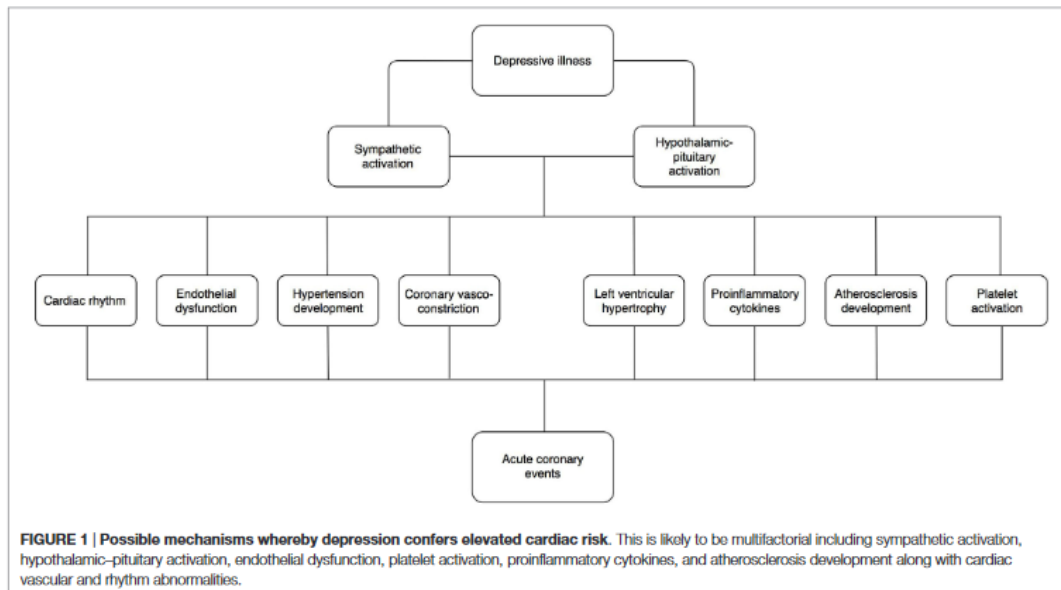 Depressive illness
Sympathetic
activation
Hypothalamic-
pituitary
activation
Cardiac rhythm
Endothelial
dysfunction
Hypertension
development
Coronary vaso-
constriction
Left ventricular
hypertrophy
Proinflammatory
cytokines
Atherosclerosis
development
Platelet
activation
Acute coronary
events
FIGURE 1 | Possible mechanisms whereby depression confers elevated cardiac risk. This is likely to be multifactorial including sympathetic activation,
hypothalamic–pituitary activation, endothelial dysfunction, platelet activation, proinflammatory cytokines, and atherosclerosis development along with cardiac
vascular and rhythm abnormalities.